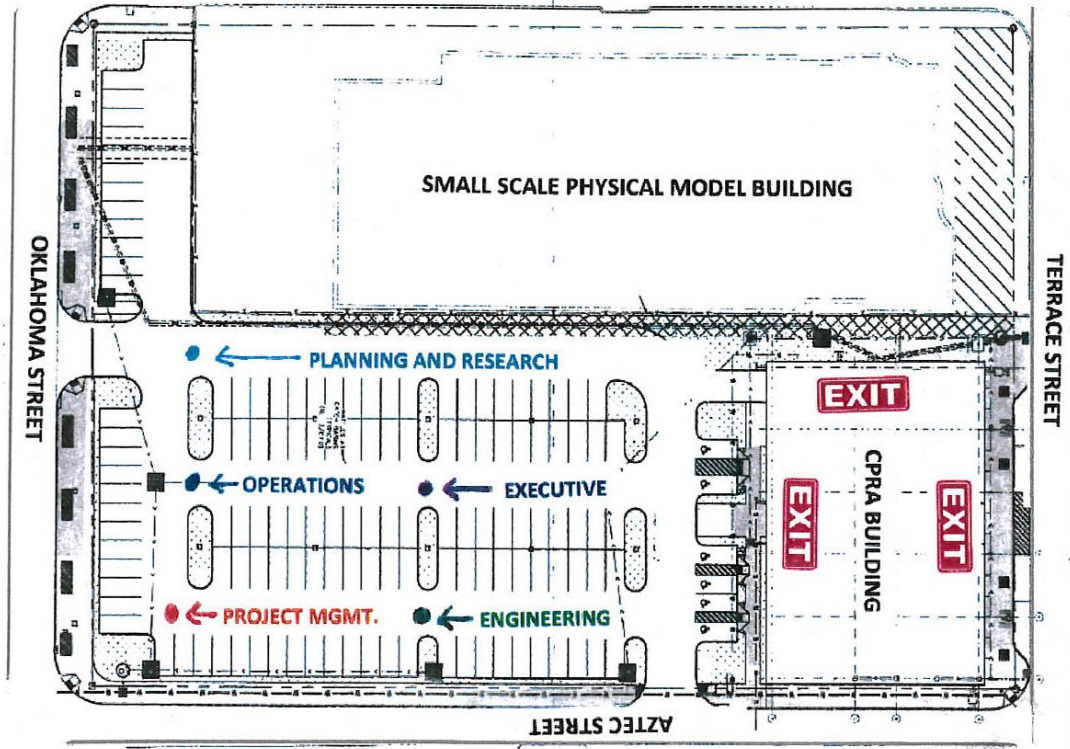 SMALL SCALE PHYSICAL MODEL BUILDING
OKLAHOMA STREET
TERRACE STREET
PLANNING AND RESEARCH
EXIT
CPRA BUILDING
OPERATIONS
EXECUTIVE
EXIT
EXIT
PROJECT MGMT.
ENGINEERING
AZTEC STREET